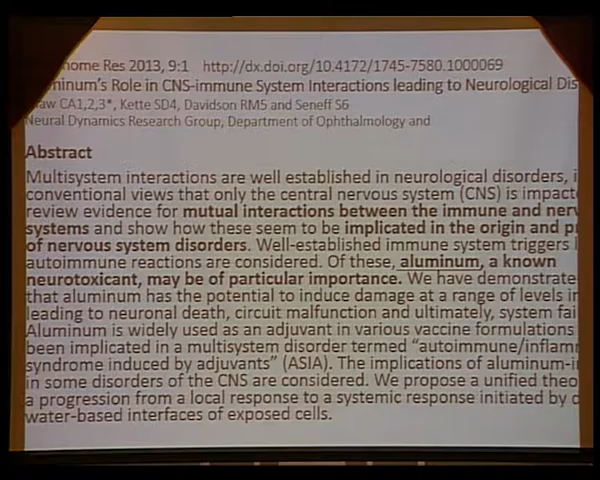 nome Res 2013, 9:1 http://dx.doi.org/10.4172/1745-7580.1000069
minum's Role in CNS-immune System Interactions leading to Neurological Dis
aw CA1,2,3*, Kette SD4, Davidson RM5 and Seneff S6
Neural Dynamics Research Group, Department of Ophthalmology and
Abstract
Multisystem interactions are well established in neurological disorders, i
conventional views that only the central nervous system (CNS) is impact
review evidence for mutual interactions between the immune and nerv
systems and show how these seem to be implicated in the origin and p
of nervous system disorders. Well-established immune system triggers
autoimmune reactions are considered. Of these, aluminum, a known
neurotoxicant, may be of particular importance. We have demonstrate
that aluminum has the potential to induce damage at a range of levels in
leading to neuronal death, circuit malfunction and ultimately, system fai
Aluminum is widely used as an adjuvant in various vaccine formulations
been implicated in a multisystem disorder termed "autoimmune/inflam
syndrome induced by adjuvants" (ASIA). The implications of aluminum-i
in some disorders of the CNS are considered. We propose a unified theo
a progression from a local response to a systemic response initiated by d
water-based interfaces of exposed cells.